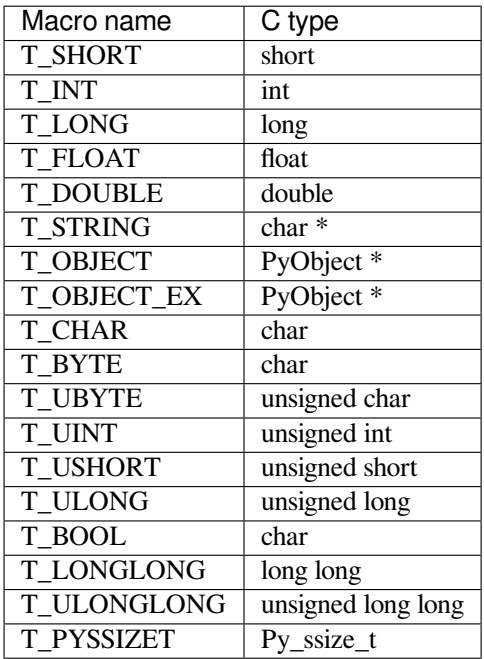 Macro name C type
T_SHORT short
T_INT int
T_LONG long
T_FLOAT float
T_DOUBLE double
T_STRING char *
T_OBJECT PyObject *
T_OBJECT_EX PyObject *
T_CHAR char
T_BYTE char
T_UBYTE unsigned char
T_UINT unsigned int
T_USHORT unsigned short
T_ULONG unsigned long
T_BOOL char
T_LONGLONG long long
T_ULONGLONG unsigned long long
T_PYSSIZET Py_ssize_t